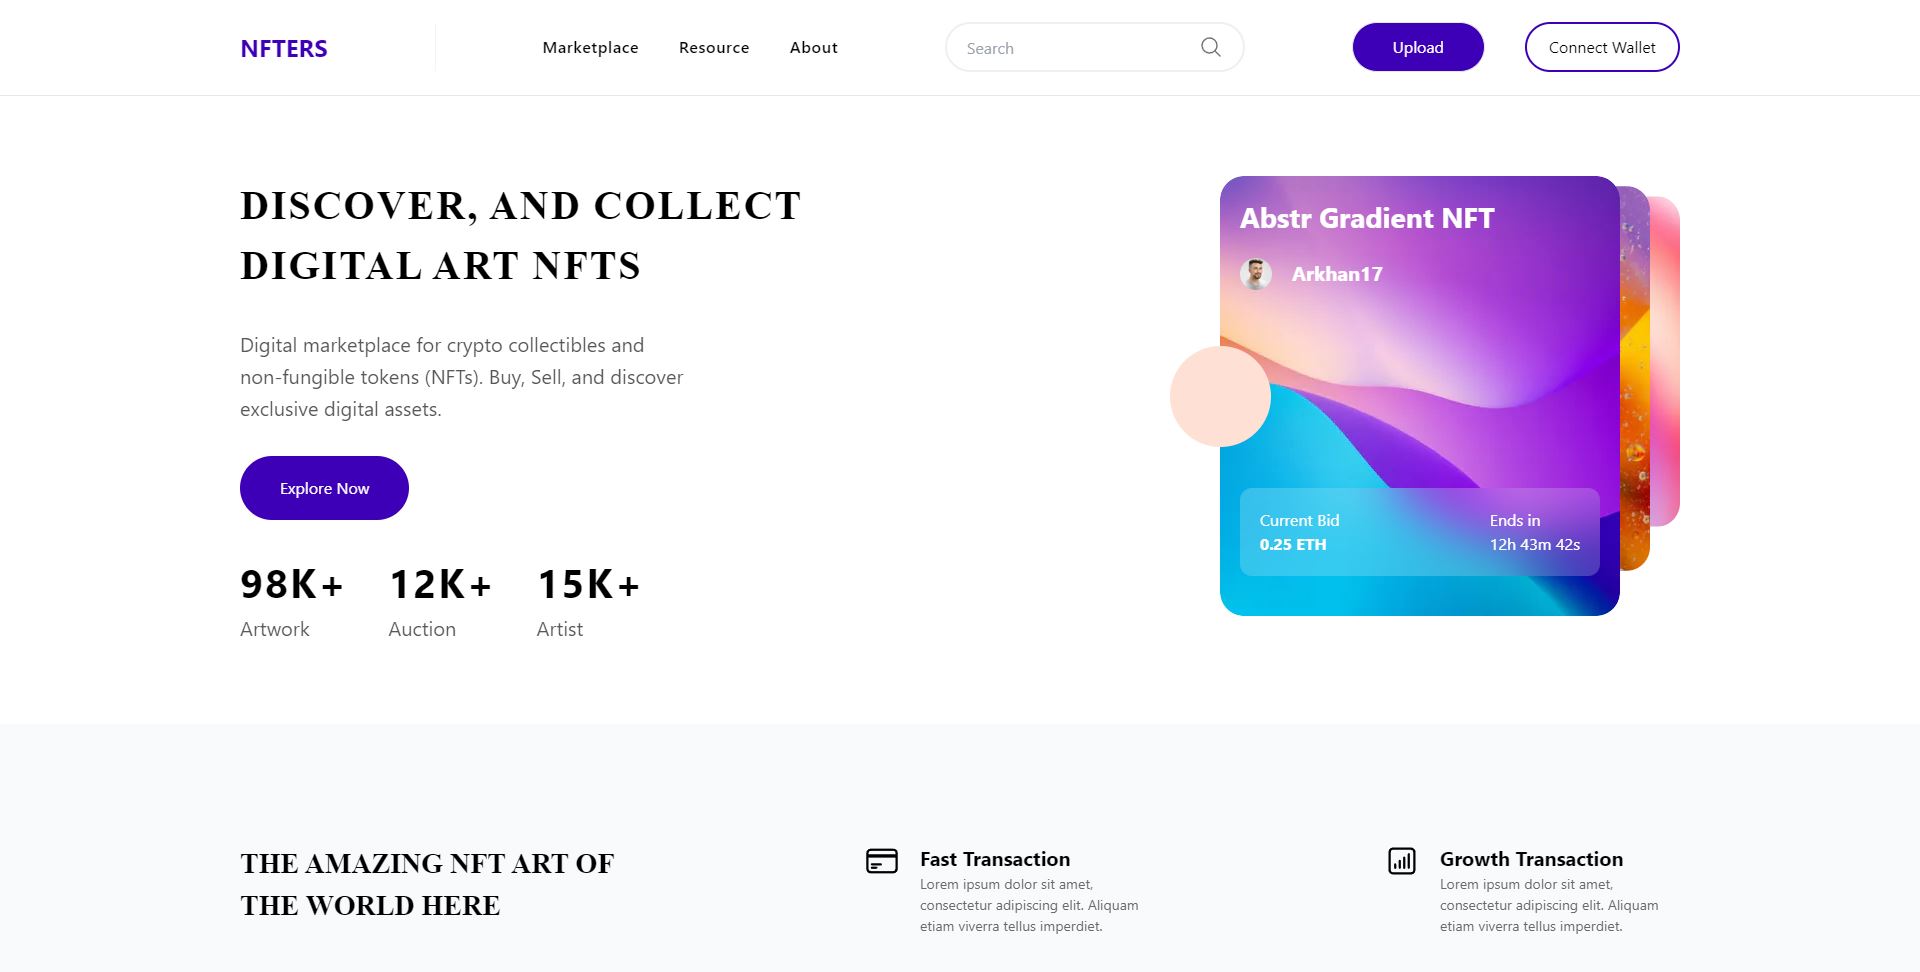 NFTERS
Marketplace
Resource
About
Search
Upload
Connect Wallet
DISCOVER, AND COLLECT
DIGITAL ART NFTS
Digital marketplace for crypto collectibles and
non-fungible tokens (NFTs). Buy, Sell, and discover
exclusive digital assets.
Explore Now
98K+
Artwork
12K+
Auction
15K+
Artist
Abstr Gradient NFT
Arkhan17
Current Bid
0.25 ETH
Ends in
12h 43m 42s
THE AMAZING NFT ART OF
THE WORLD HERE
Fast Transaction
Lorem ipsum dolor sit amet,
consectetur adipiscing elit. Aliquam
etiam viverra tellus imperdiet.
Growth Transaction
Lorem ipsum dolor sit amet,
consectetur adipiscing elit. Aliquam
etiam viverra tellus imperdiet.